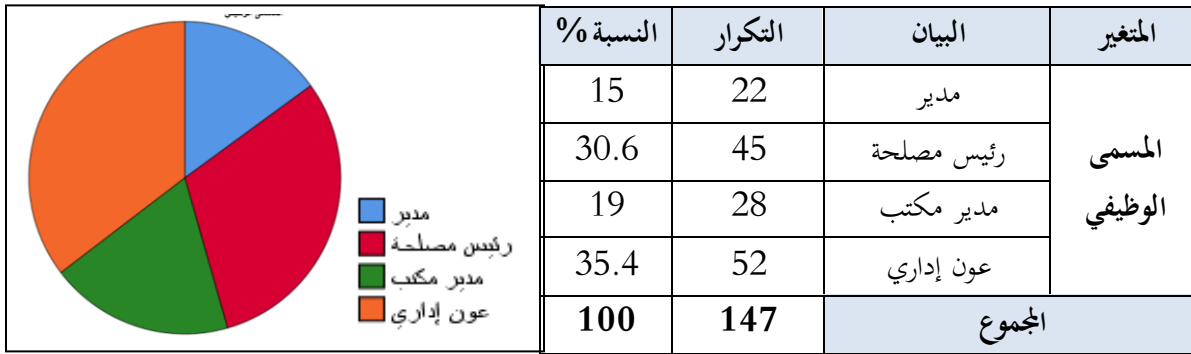 المتغير البيان التكرار النسبة %
مدير 22 15
المسمى الوظيفي
رئيس مصلحة 45 30.6
مدير مكتب 28 19
عون إداري 52 35.4
المجموع 147 100
مدير
رئيس مصلحة
مدير مكتب
عون إداري